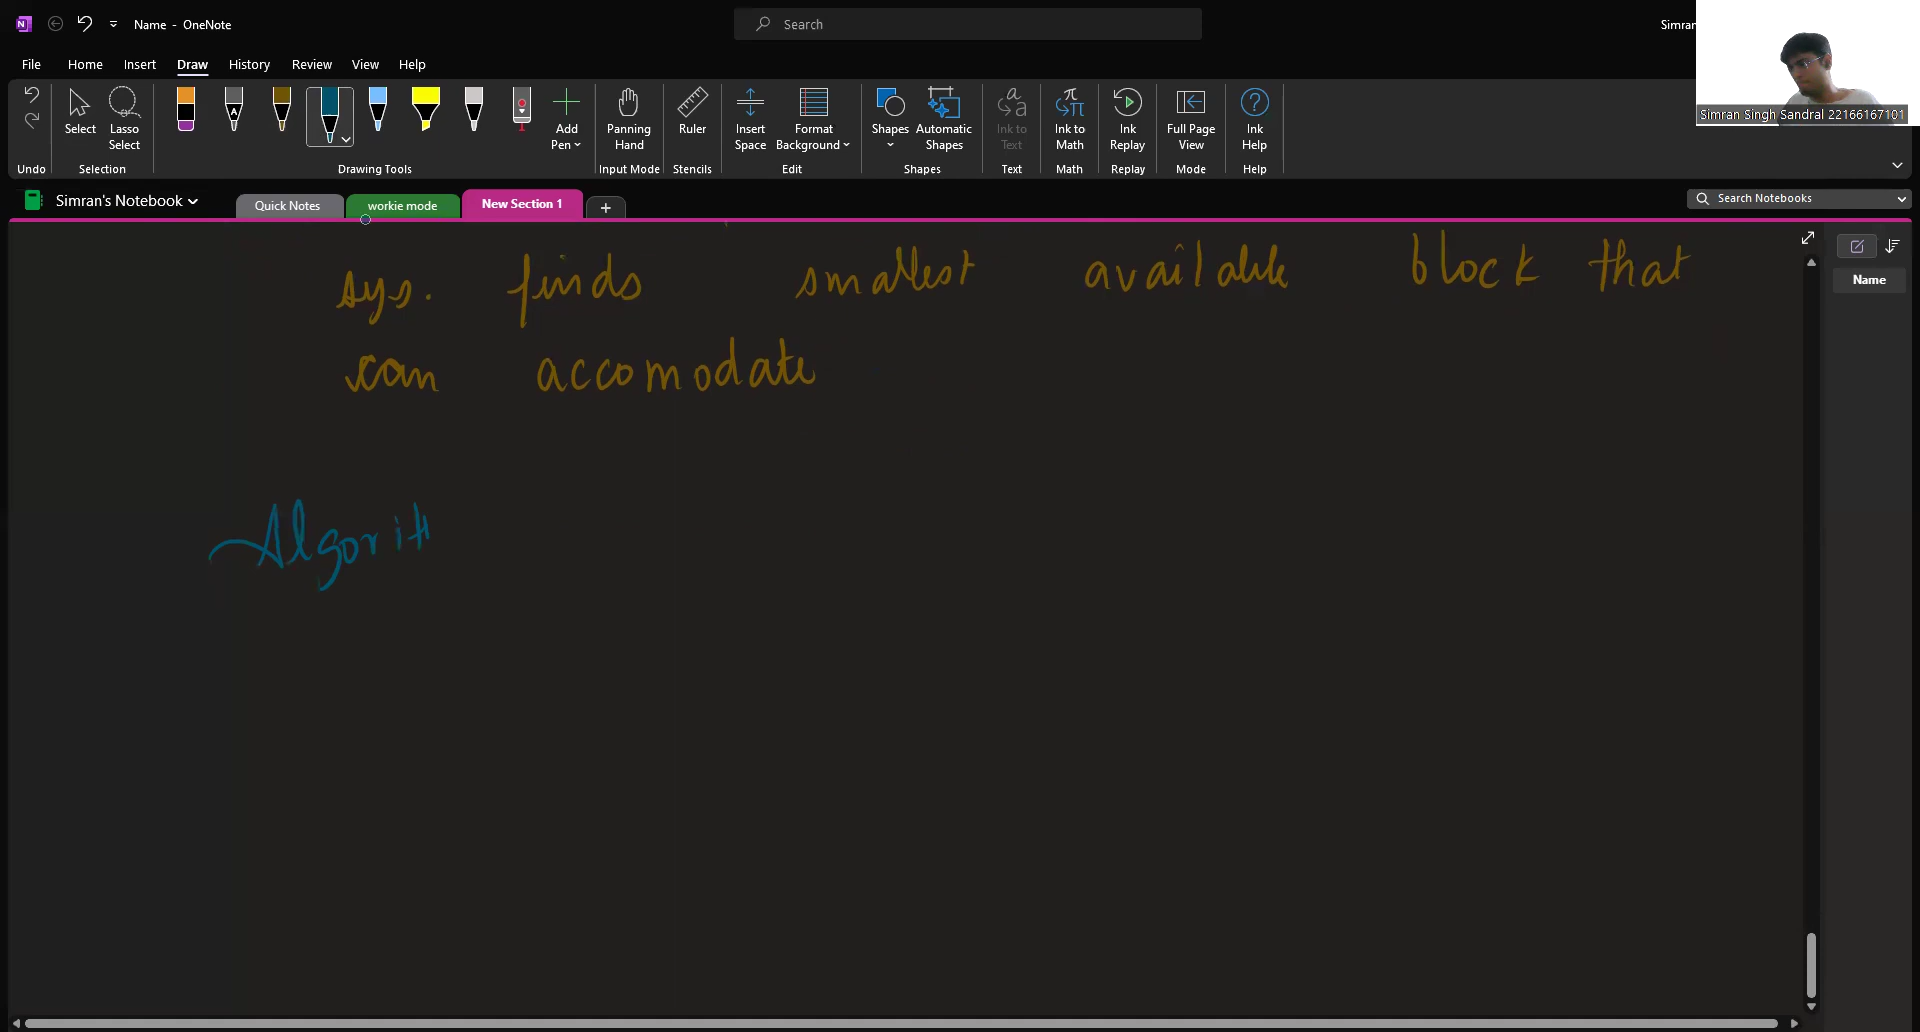 Name - OneNote
Search
Simran
File Home Insert Draw History Review View Help
Select
Lasso Select
Add Pen
Panning Hand
Ruler
Insert Space
Format Background
Shapes
Automatic Shapes
Ink to Text
Ink to Math
Ink Replay
Full Page View
Ink Help
Undo Selection Drawing Tools Input Mode Stencils Edit Shapes Text Math Replay Mode Help
Simran Singh Sandral 22166167101
Simran's Notebook Quick Notes workie mode New Section 1 Search Notebooks
Name
sys. finds smallest available block that
can accomodate
Algorit